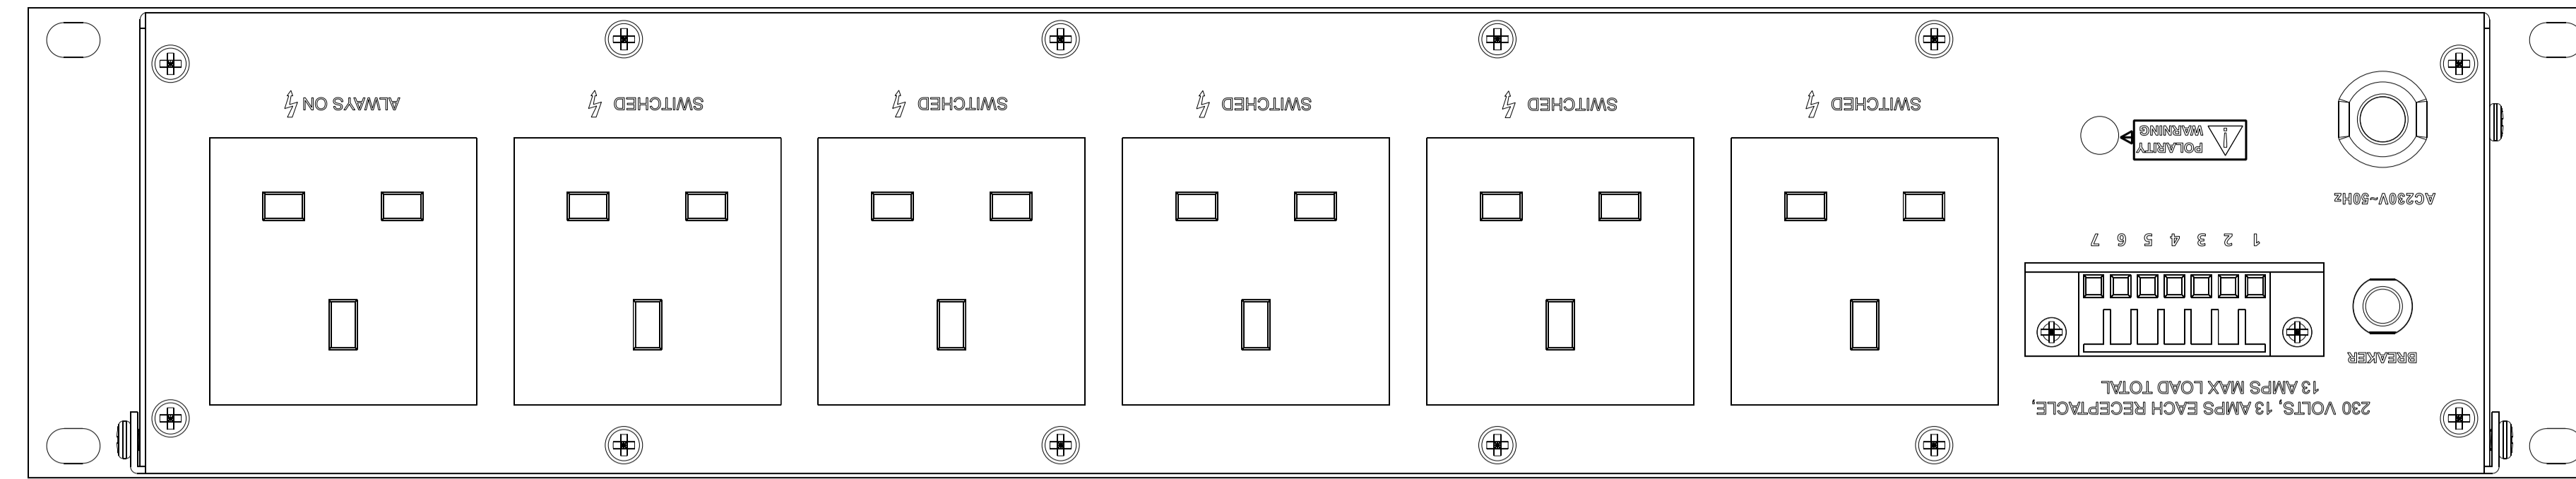 230 VOLTS, 13 AMPS EACH RECEPTACLE,
13 AMPS MAX LOAD TOTAL
BREAKER
1 2 3 4 5 6 7
AC230V~50Hz
POLARITY
WARNING
SWITCHED
SWITCHED
SWITCHED
SWITCHED
SWITCHED
ALWAYS ON